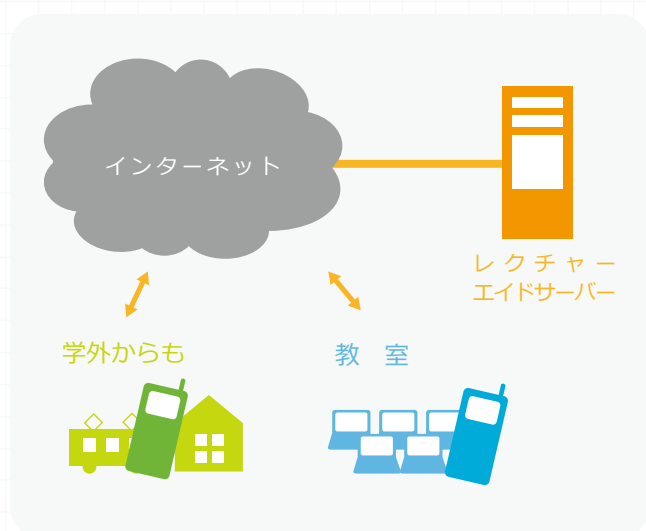 インターネット
レクチャー
エイドサーバー
学外からも
教 室